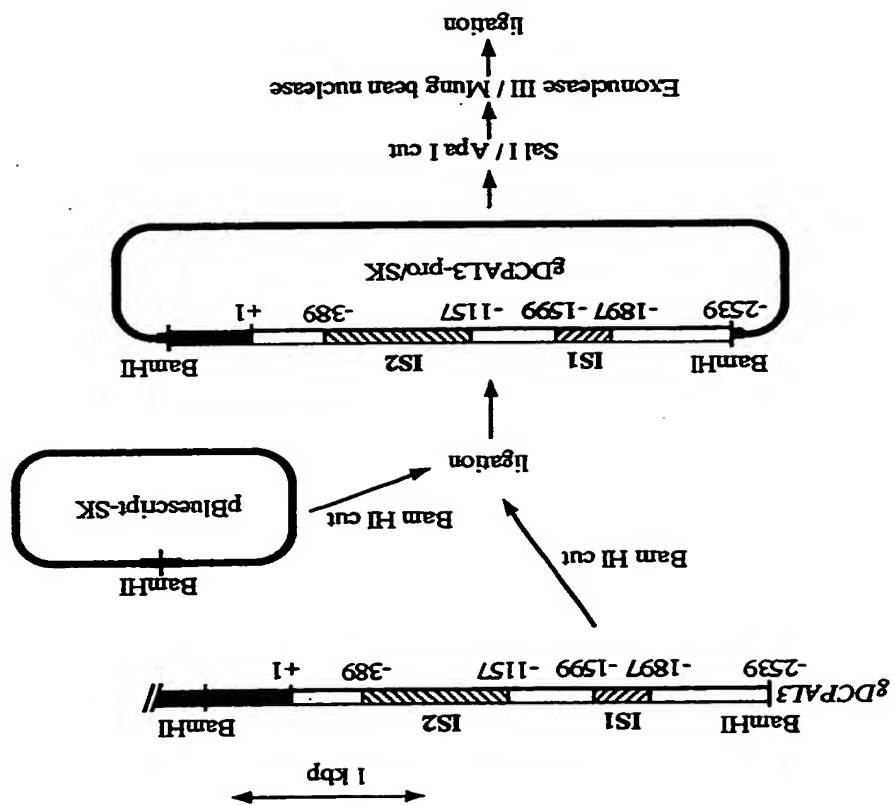 1 kbp
BamHI IS1 IS2 BamHI
gDCPAL3
-2539 -1897 -1599 -1157 -389 +1
BamHI
Bam HI cut
pBluescript-SK
Bam HI cut
ligation
BamHI IS1 IS2 BamHI
-2539 -1897 -1599 -1157 -389 +1
gDCPAL3-pro/SK
Sal I / Apa I cut
Exonuclease III / Mung bean nuclease
ligation